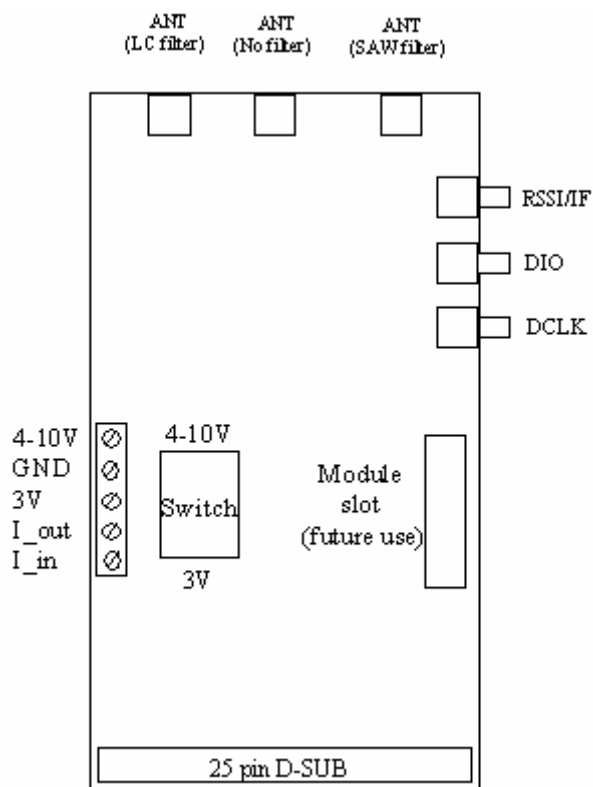 ANT
(LC filter)
ANT
(No filter)
ANT
(SAW filter)
RSSI/IF
DIO
DCLK
4-10V
GND
3V
I_out
I_in
4-10V
Switch
3V
Module
slot
(future use)
25 pin D-SUB